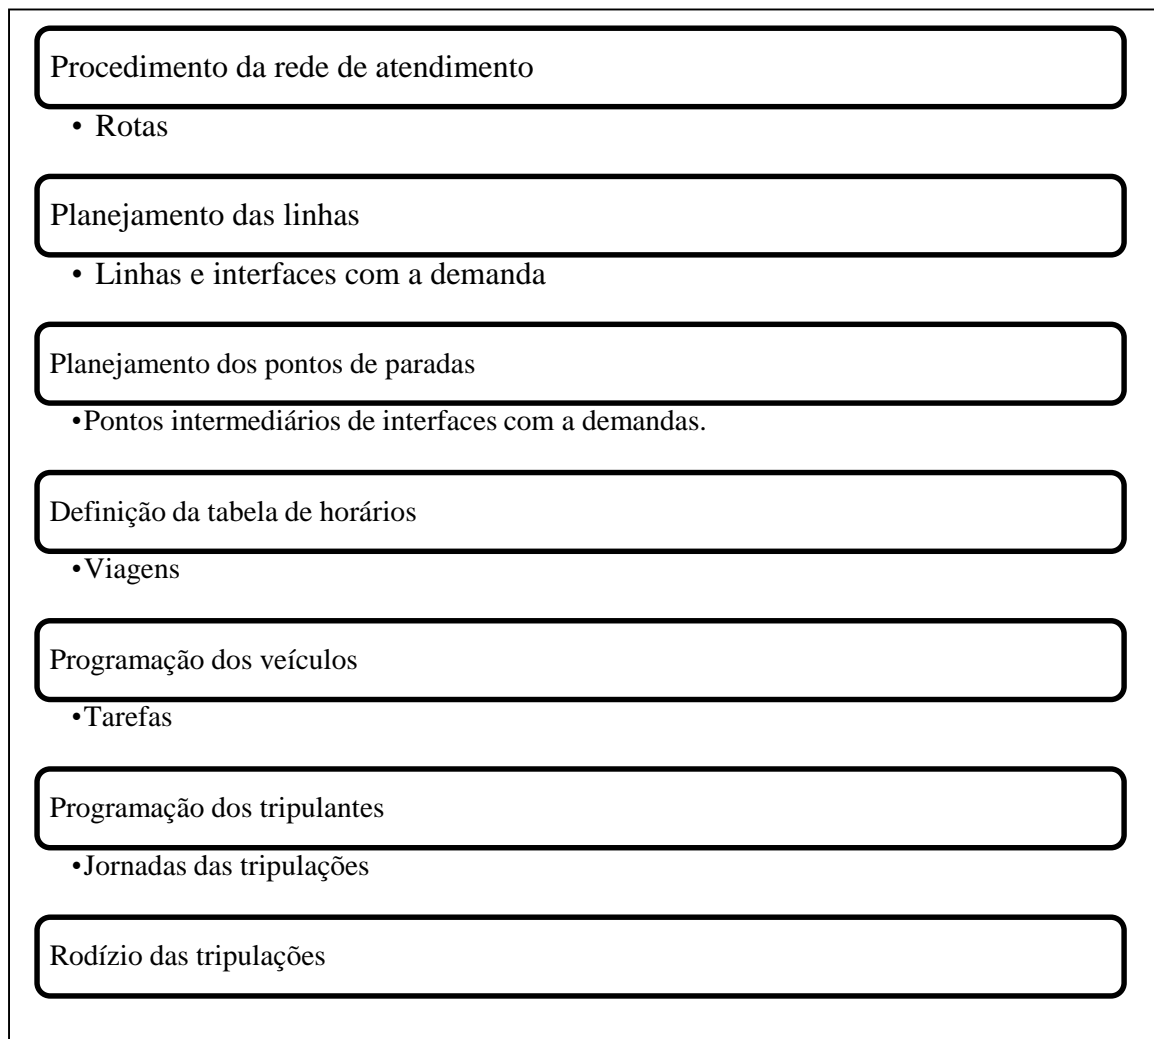 Procedimento da rede de atendimento
• Rotas
Planejamento das linhas
• Linhas e interfaces com a demanda
Planejamento dos pontos de paradas
•Pontos intermediários de interfaces com a demandas.
Definição da tabela de horários
•Viagens
Programação dos veículos
•Tarefas
Programação dos tripulantes
•Jornadas das tripulações
Rodízio das tripulações